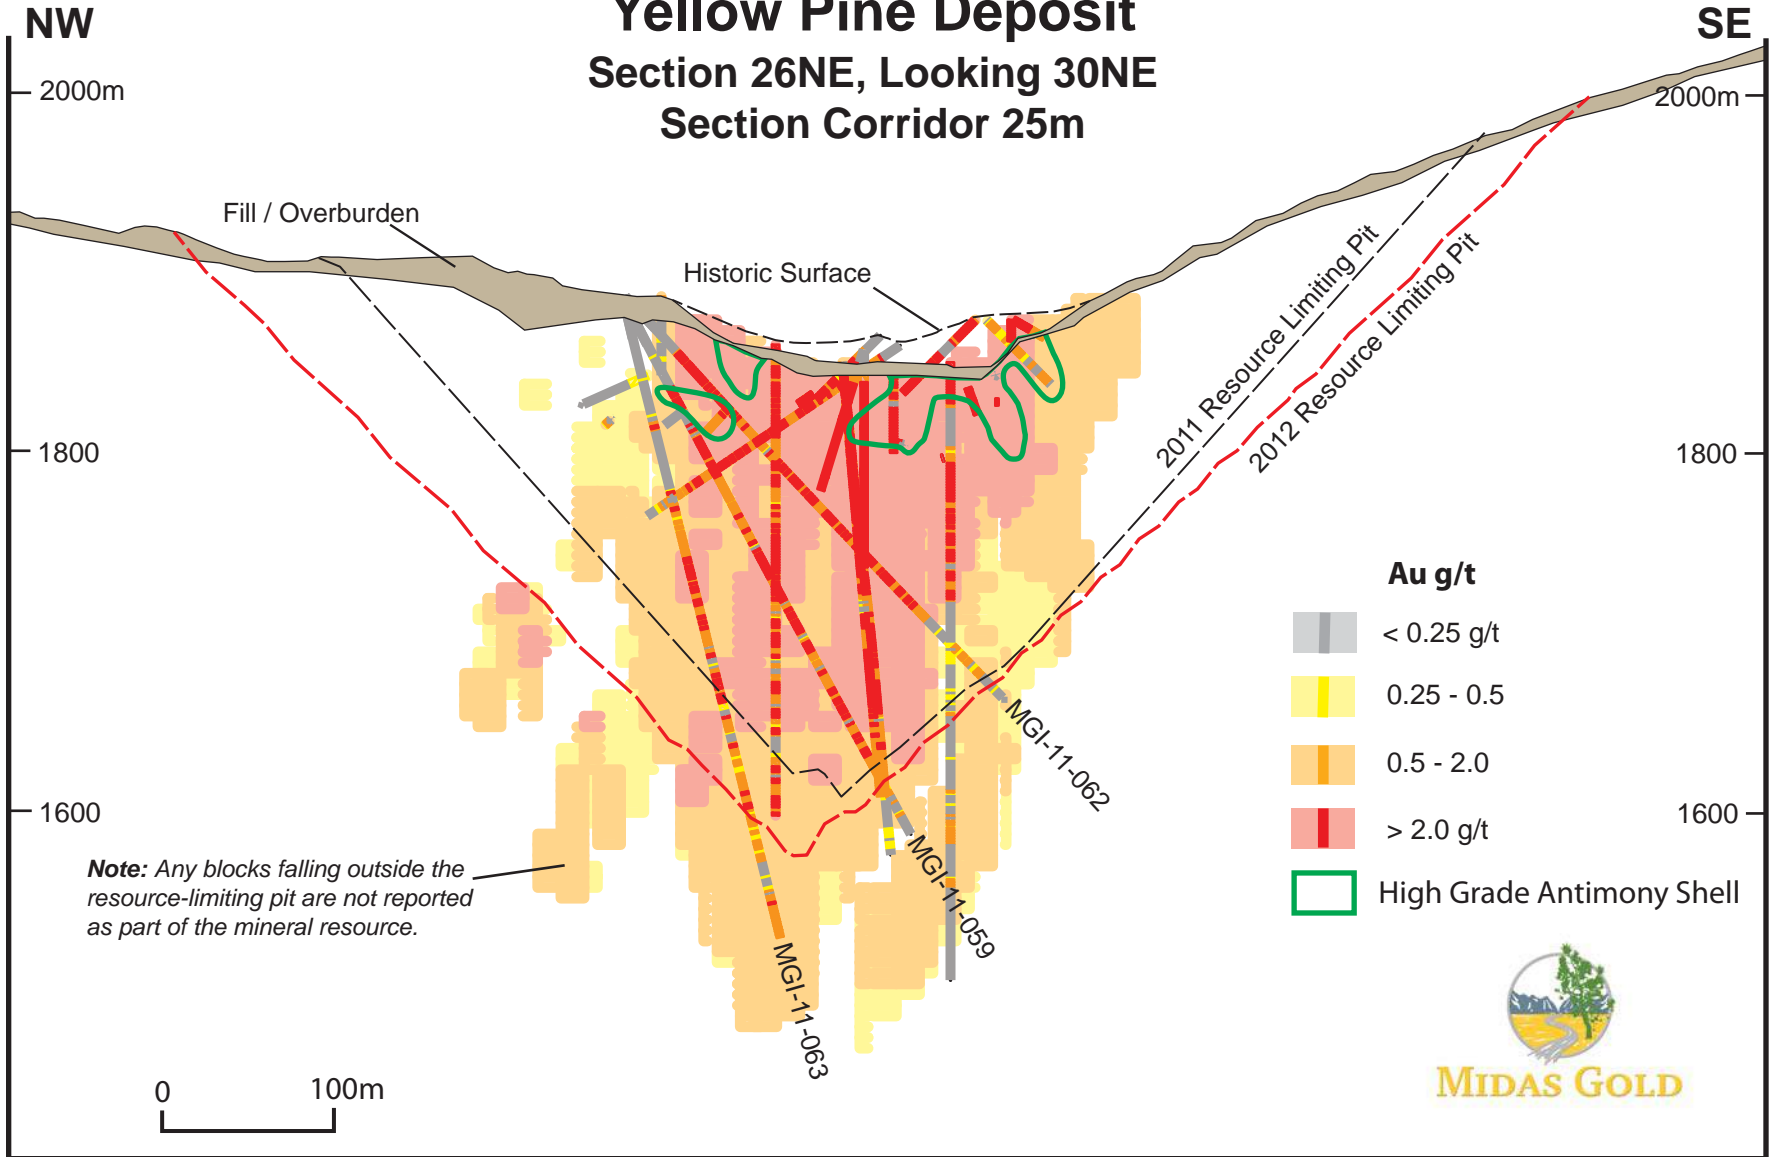 Yellow Pine Deposit
NW
SE
Section 26NE, Looking 30NE
Section Corridor 25m
2000m
2000m
Fill / Overburden
Historic Surface
2011 Resource Limiting Pit
2012 Resource Limiting Pit
1800
1800
Au g/t
< 0.25 g/t
0.25 - 0.5
0.5 - 2.0
> 2.0 g/t
High Grade Antimony Shell
MGI-11-062
MGI-11-059
MGI-11-063
1600
1600
Note: Any blocks falling outside the
resource-limiting pit are not reported
as part of the mineral resource.
0 100m
MIDAS GOLD